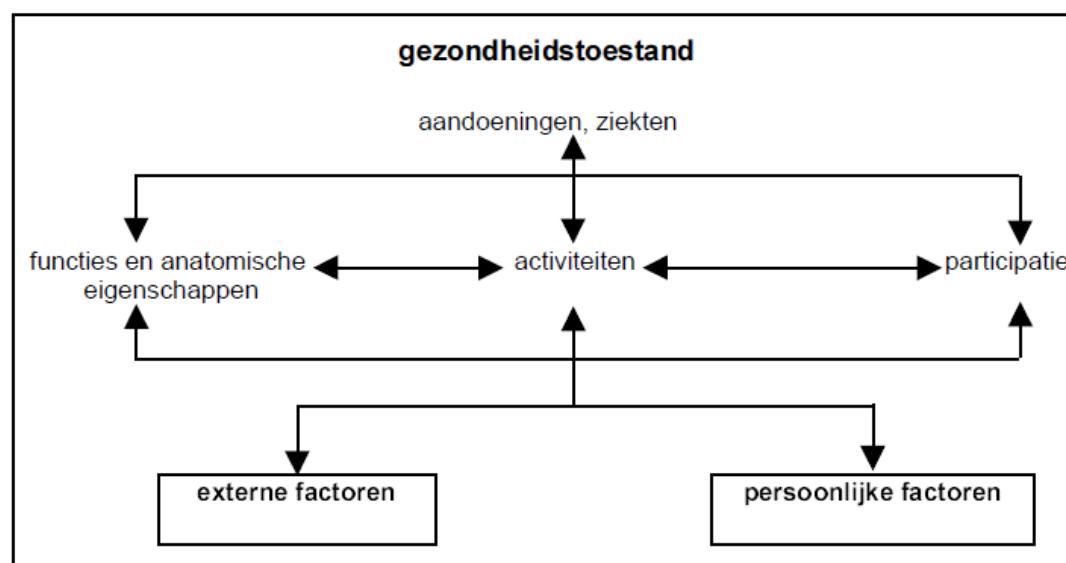 gezondheidstoestand
aandoeningen, ziekten
functies en anatomische
eigenschappen
activiteiten
participatie
externe factoren
persoonlijke factoren